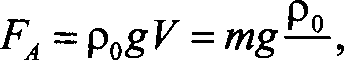 F_A = ρ₀gV = mg ρ₀/ ,